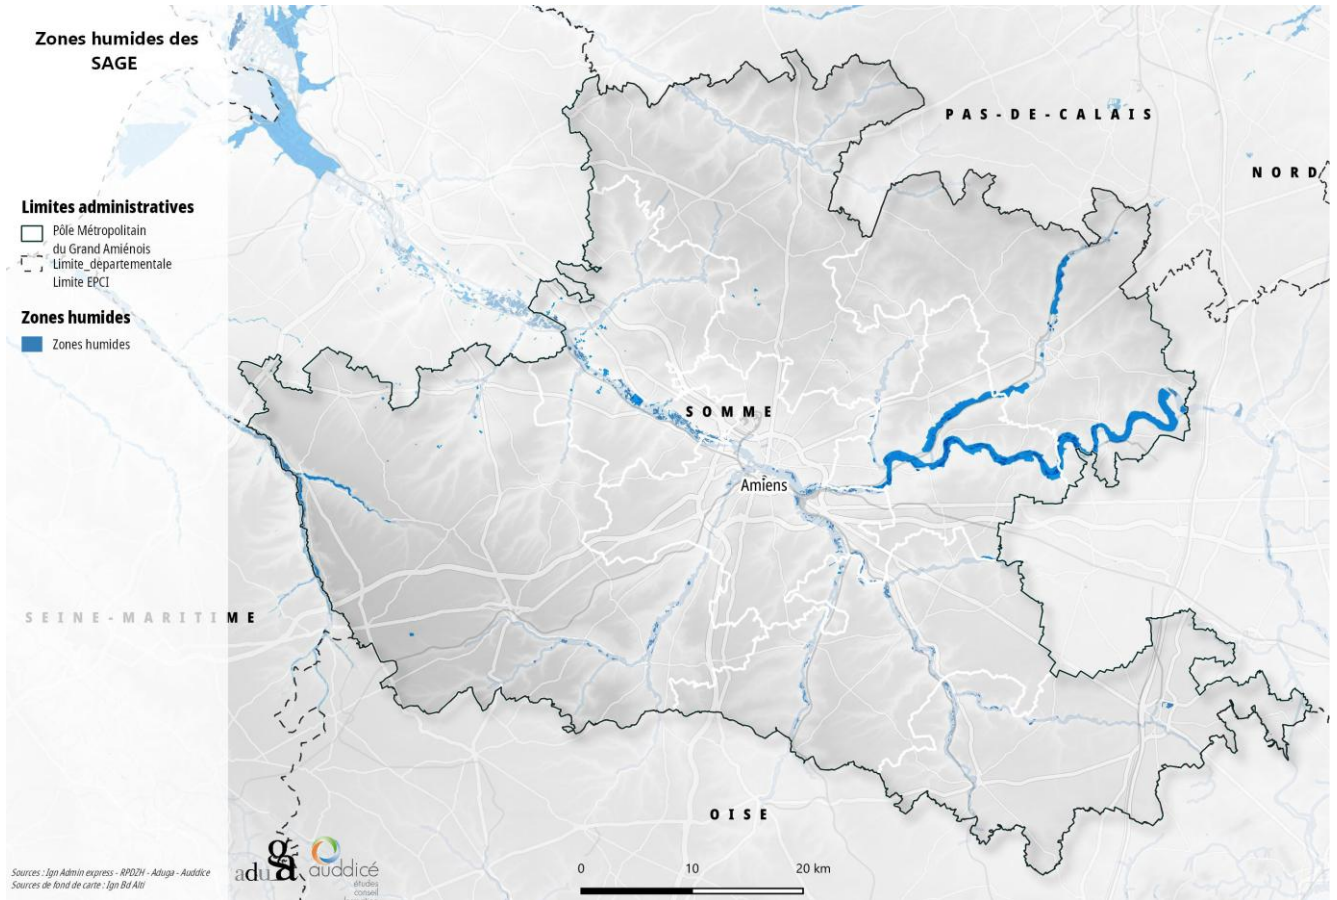 Zones humides des
SAGE
PAS-DE-CALAIS
NORD
Limites administratives
Pôle Métropolitain
du Grand Amiénois
Limite_départementale
Limite EPCI
Zones humides
Zones humides
SOMME
Amiens
SEINE-MARITIME
OISE
aduga
auddicé
études
conseil
0 10 20 km
Sources : Ign Admin express - RPDZH - Aduga - Auddice
Sources de fond de carte : Ign Bd Alti